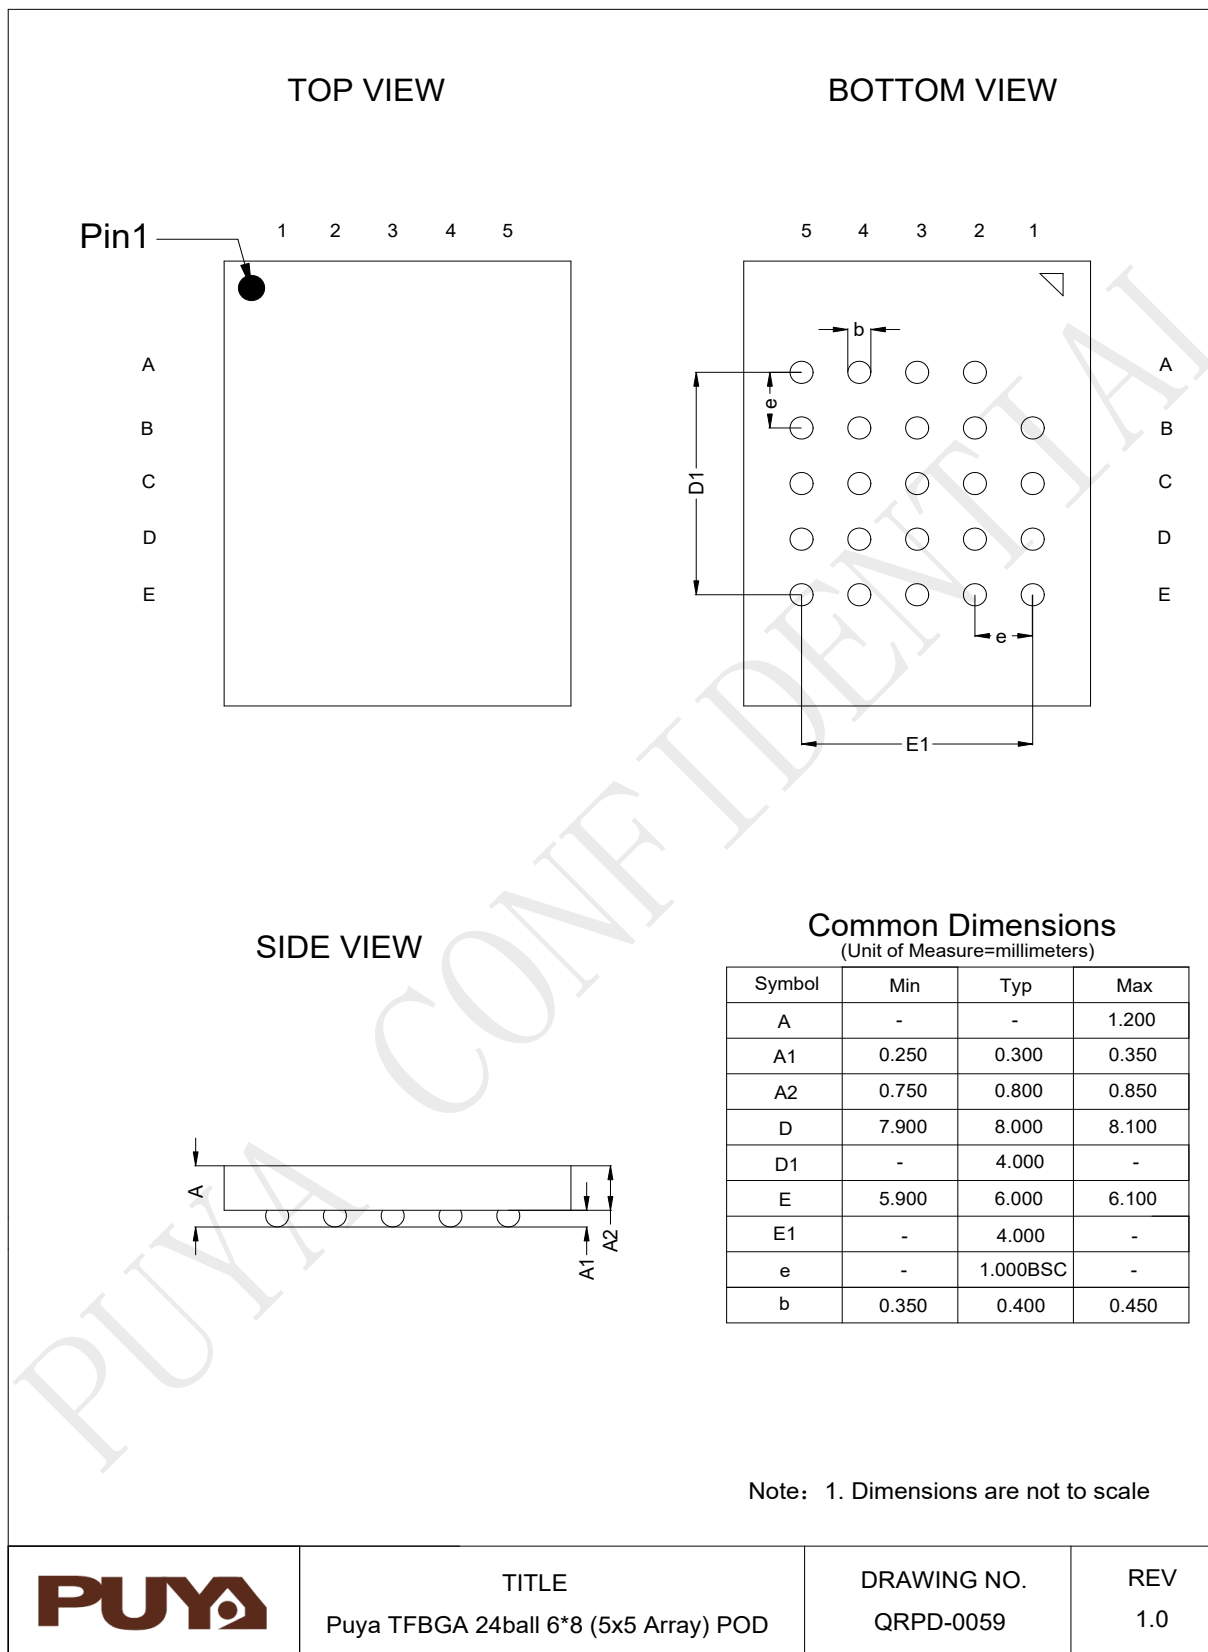 TOP VIEW
BOTTOM VIEW
Pin1
1 2 3 4 5
A
B
C
D
E
5 4 3 2 1
b
e
D1
A
B
C
D
E
e
E1
PUYA CONFIDENTIAL
SIDE VIEW
A
A1
A2
Common Dimensions
(Unit of Measure=millimeters)
Symbol Min Typ Max
A - - 1.200
A1 0.250 0.300 0.350
A2 0.750 0.800 0.850
D 7.900 8.000 8.100
D1 - 4.000 -
E 5.900 6.000 6.100
E1 - 4.000 -
e - 1.000BSC -
b 0.350 0.400 0.450
Note：1. Dimensions are not to scale
PUYA
TITLE
Puya TFBGA 24ball 6*8 (5x5 Array) POD
DRAWING NO.
QRPD-0059
REV
1.0